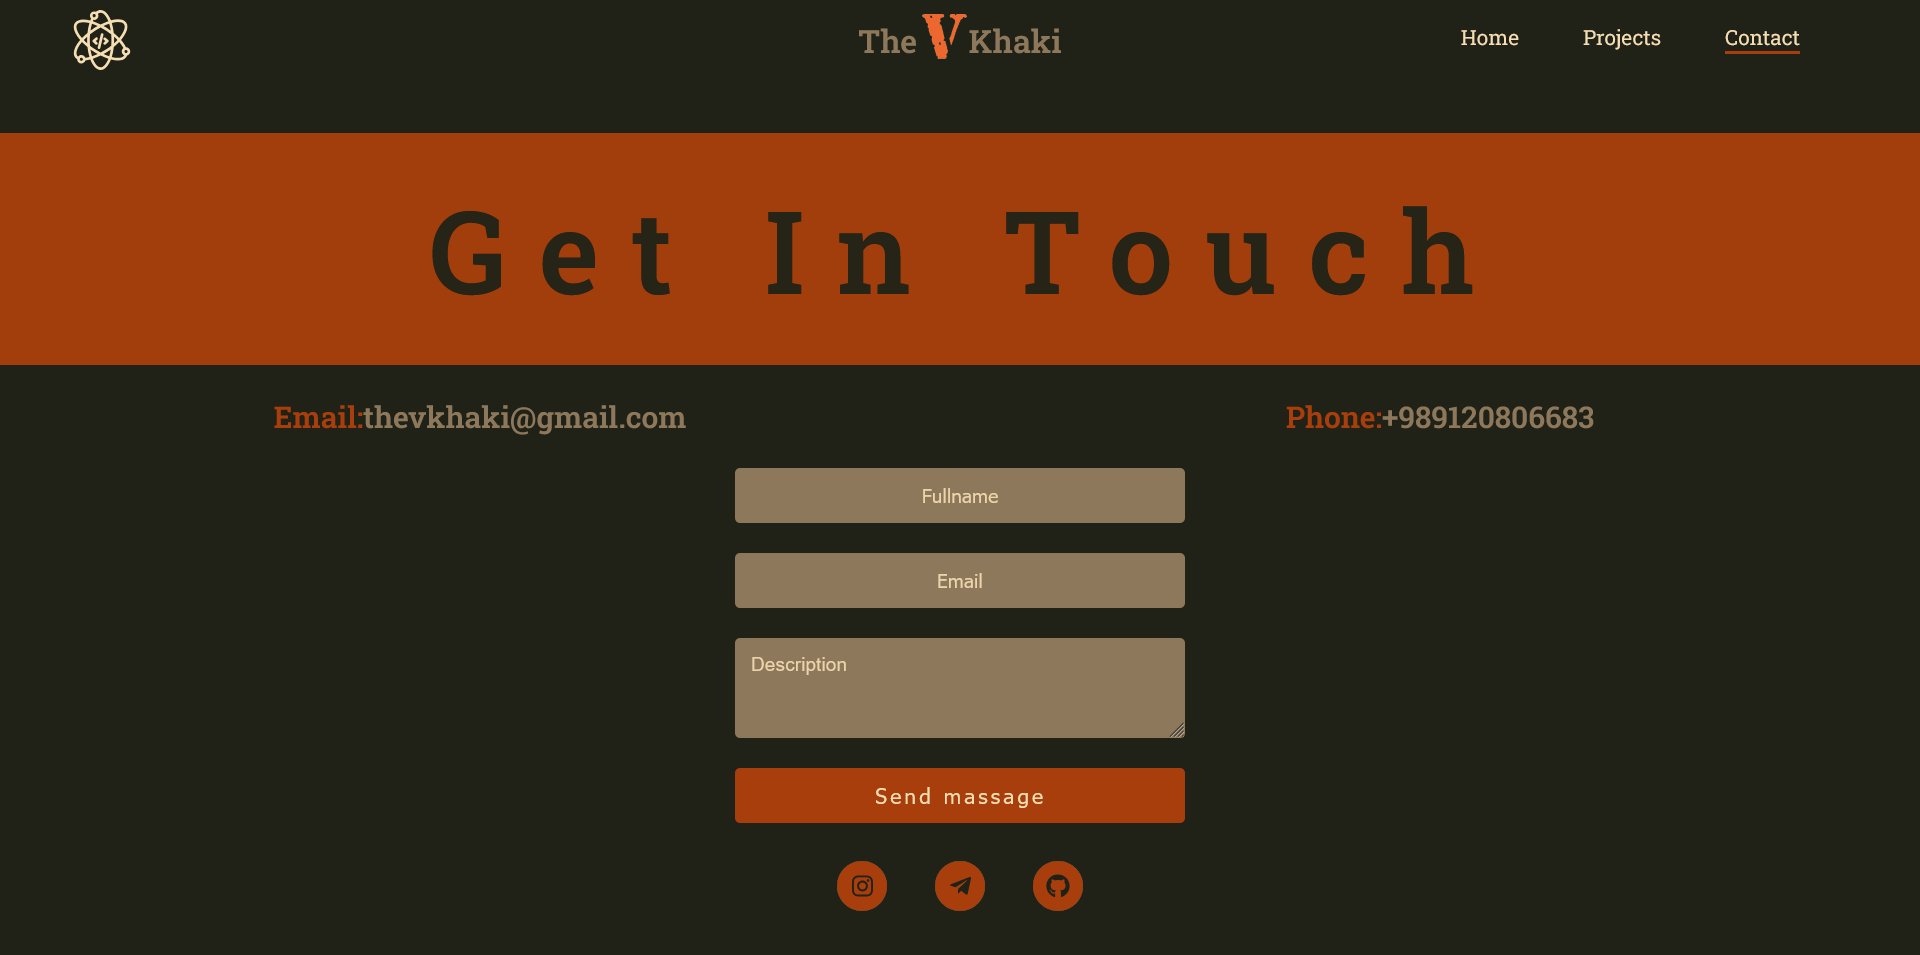 The V Khaki
Home Projects Contact
Get In Touch
Email:thevkhaki@gmail.com
Phone:+989120806683
Fullname
Email
Description
Send massage